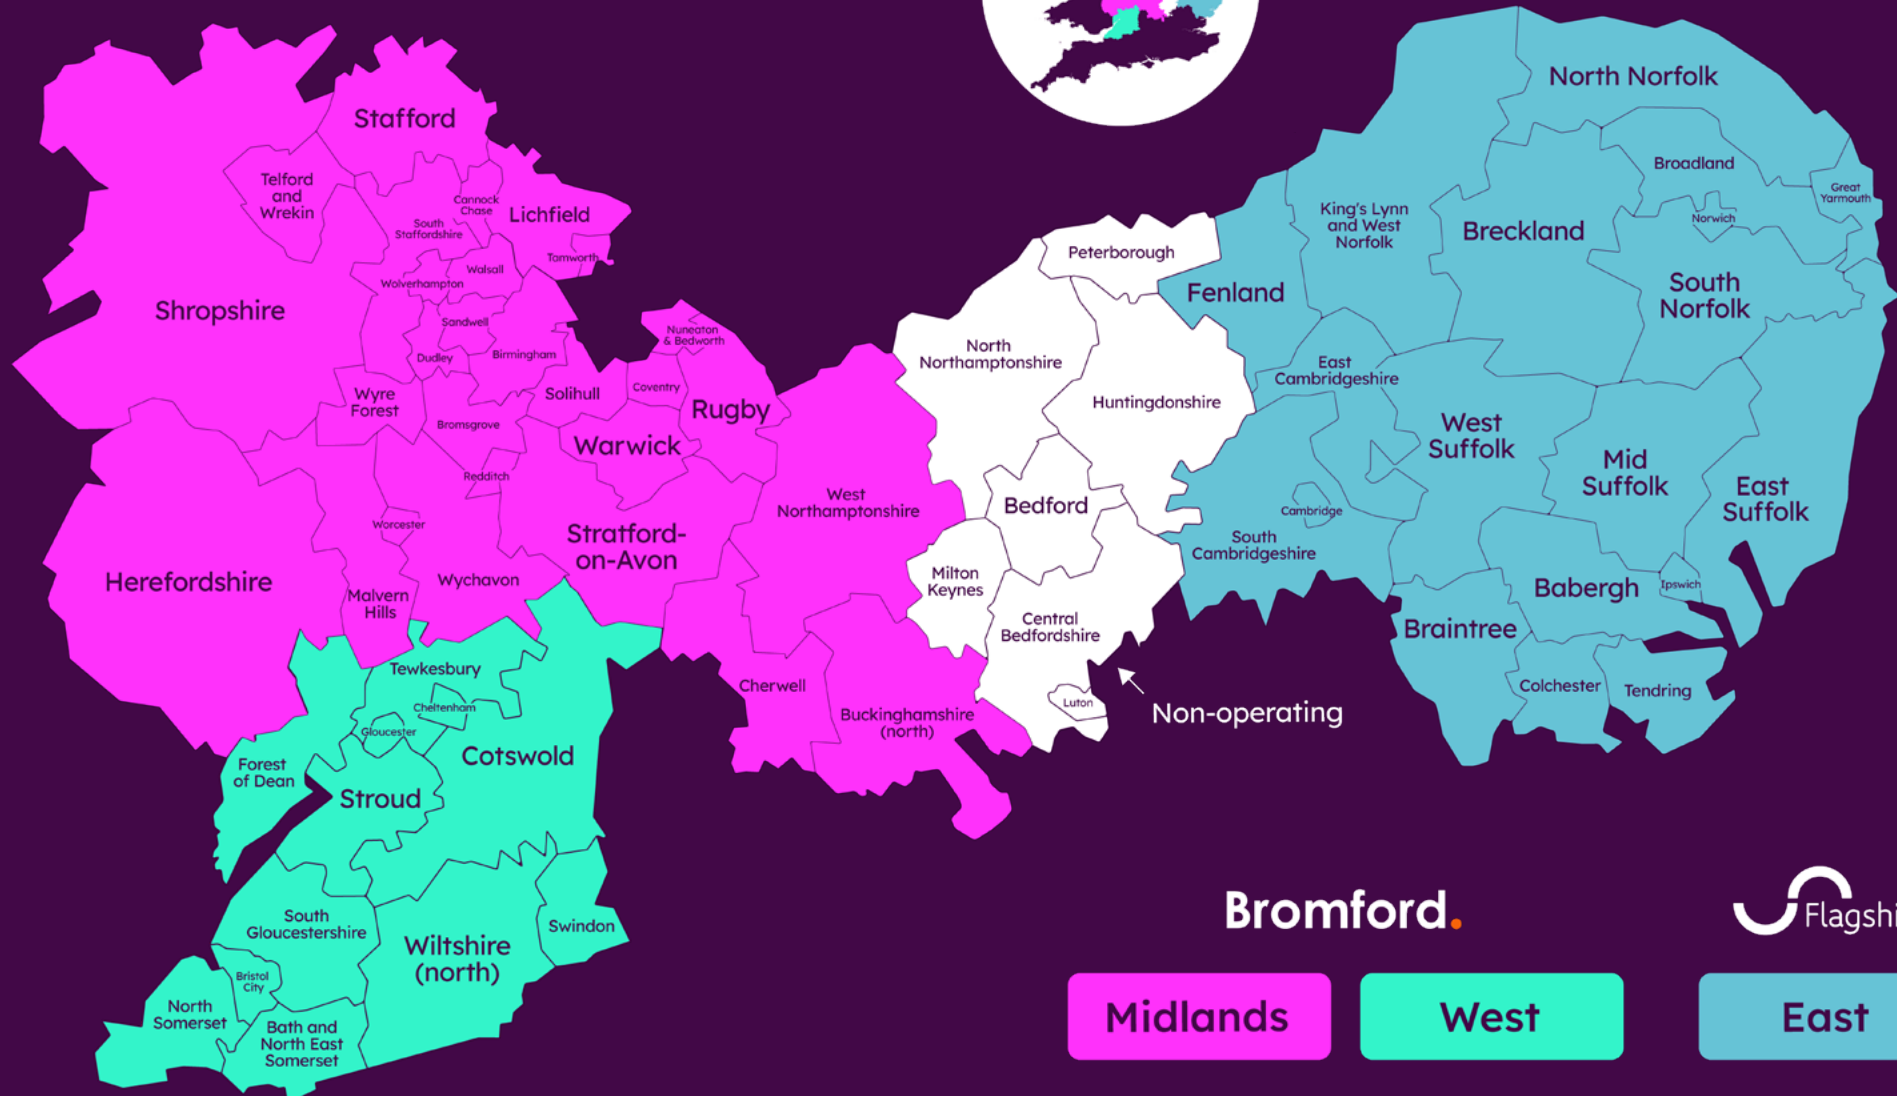 North Norfolk
Stafford
Broadland
Telford
and
Wrekin
Cannock
Chase
Great
Yarmouth
Lichfield
South
Staffordshire
King's Lynn
and West
Norfolk
Norwich
Breckland
Peterborough
Tamworth
Walsall
Wolverhampton
Fenland
South
Norfolk
Shropshire
Sandwell
Nuneaton
& Bedworth
North
Northamptonshire
Dudley
Birmingham
East
Cambridgeshire
Coventry
Solihull
Wyre
Forest
Rugby
Huntingdonshire
Bromsgrove
West
Suffolk
Warwick
Mid
Suffolk
Redditch
West
Northamptonshire
Bedford
East
Suffolk
Cambridge
Worcester
Stratford-
on-Avon
South
Cambridgeshire
Herefordshire
Wychavon
Milton
Keynes
Babergh
Ipswich
Malvern
Hills
Central
Bedfordshire
Braintree
Tewkesbury
Cherwell
Colchester
Tendring
Luton
Cheltenham
Non-operating
Buckinghamshire
(north)
Gloucester
Cotswold
Forest
of Dean
Stroud
Bromford.
Flagshi
South
Gloucestershire
Swindon
Wiltshire
(north)
Bristol
City
North
Somerset
Bath and
North East
Somerset
Midlands
West
East